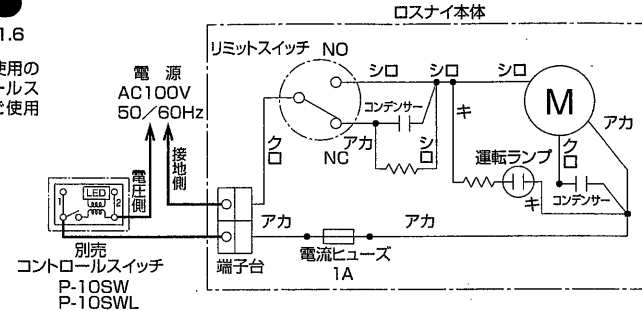 ロスナイ本体
1.6
使用の
ールス
ご使用
電 源
AC100V
50/60Hz
リミットスイッチ NO
シロ シロ シロ
コンデンサー
アカ
シロ
キ
M
アカ
クロ
NC
運転ランプ
クロ
コンデンサー
キ
電圧側
接地側
LED
1 2
アカ
アカ
別売
コントロールスイッチ
P-10SW
P-10SWL
端子台
電流ヒューズ
1A